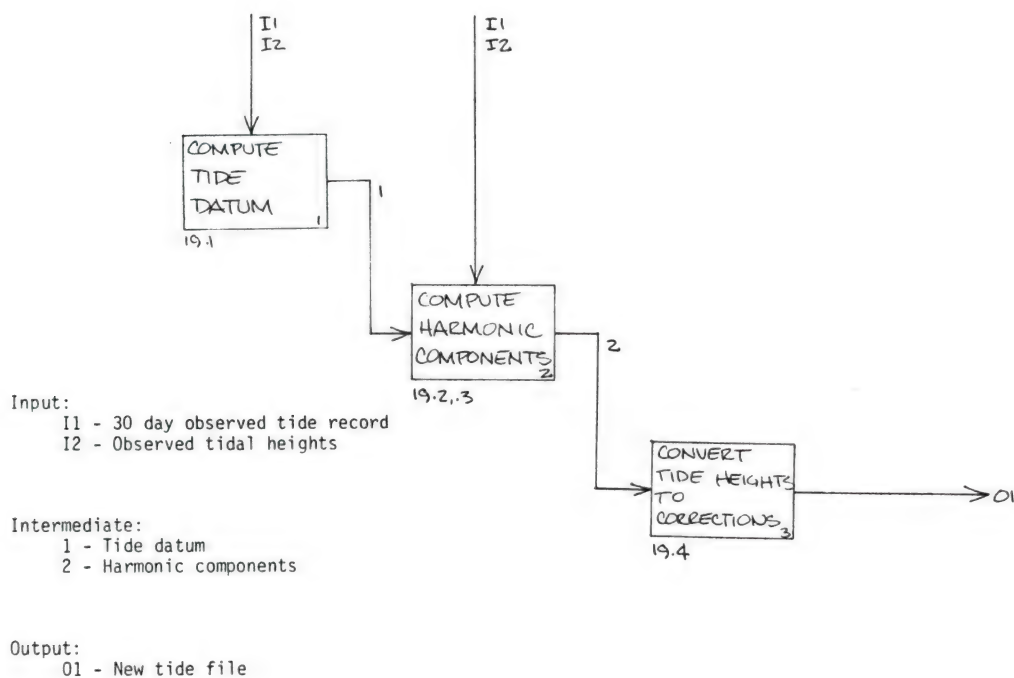 I1
I2
I1
I2
COMPUTE
TIDE
DATUM
1
19.1
1
COMPUTE
HARMONIC
COMPONENTS
2
19.2,.3
2
Input:
I1 - 30 day observed tide record
I2 - Observed tidal heights
CONVERT
TIDE HEIGHTS
TO
CORRECTIONS
3
19.4
O1
Intermediate:
1 - Tide datum
2 - Harmonic components
Output:
O1 - New tide file